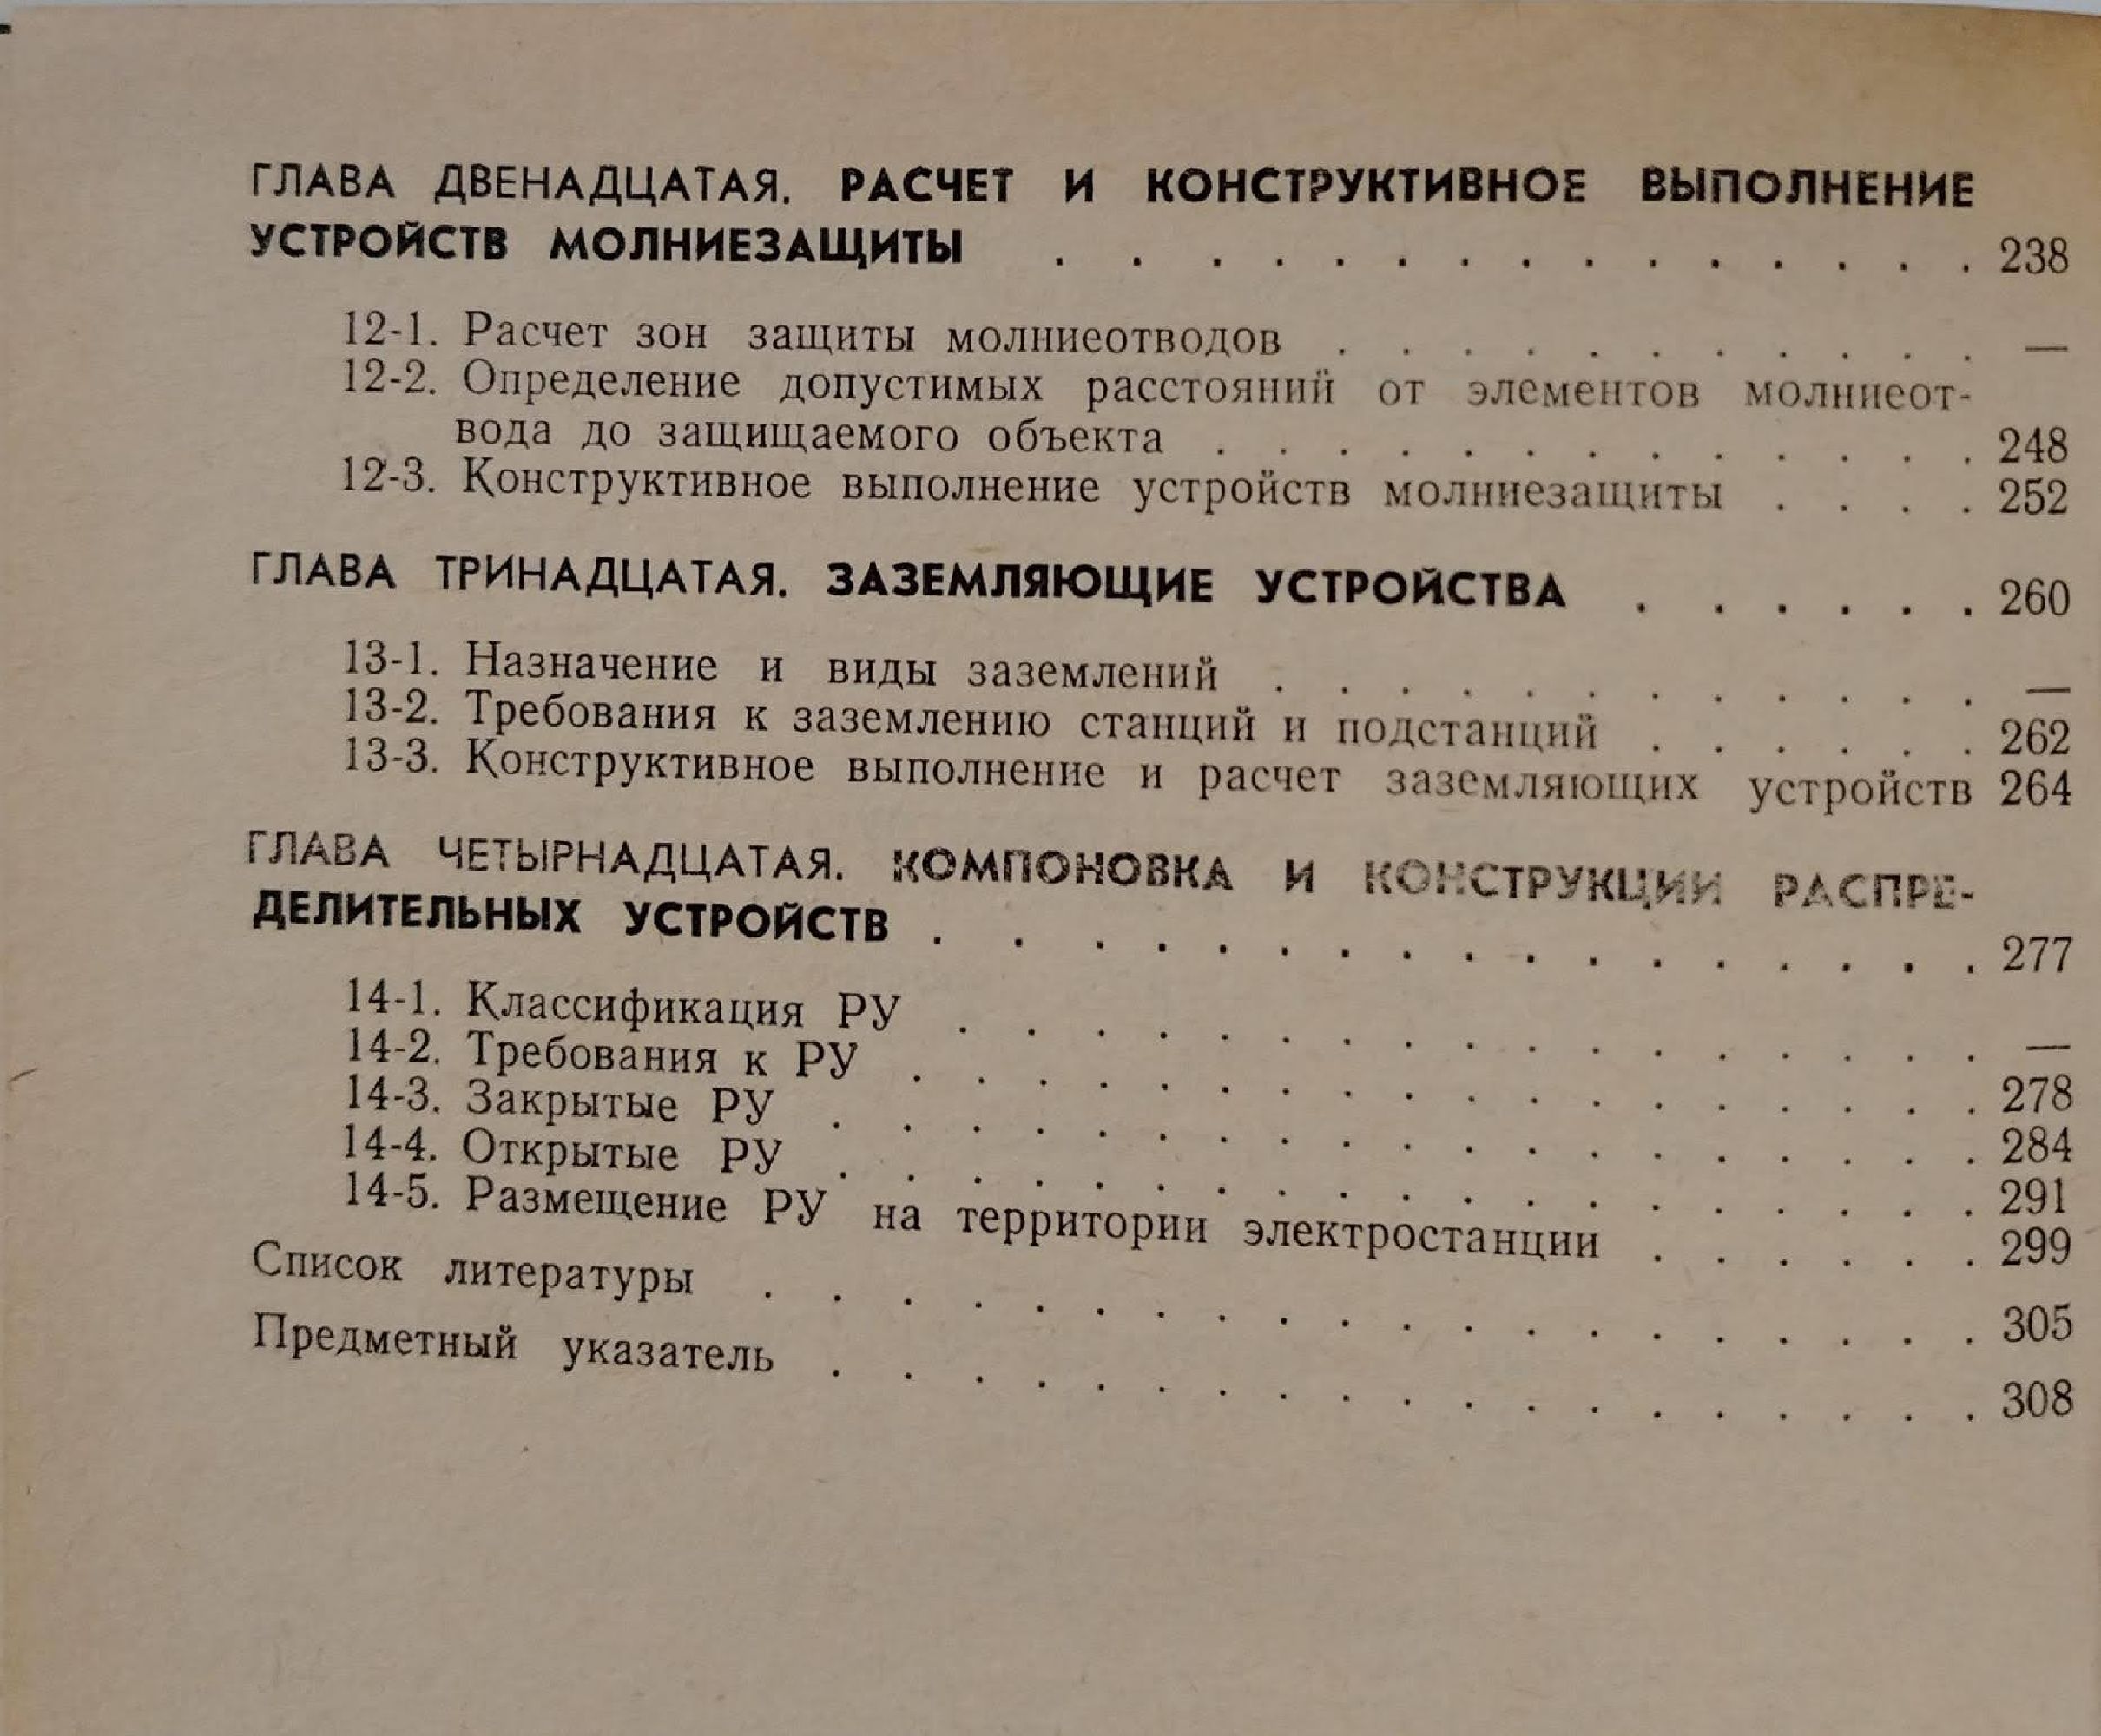 ГЛАВА ДВЕНАДЦАТАЯ. РАСЧЕТ И КОНСТРУКТИВНОЕ ВЫПОЛНЕНИЕ
УСТРОЙСТВ МОЛНИЕЗАЩИТЫ . . . . . . . . . . . . . . . 238
12-1. Расчет зон защиты молниеотводов . . . . . . . . . . . —
12-2. Определение допустимых расстояний от элементов молниеот-
вода до защищаемого объекта . . . . . . . . . . . . . 248
12-3. Конструктивное выполнение устройств молниезащиты . . . . 252
ГЛАВА ТРИНАДЦАТАЯ. ЗАЗЕМЛЯЮЩИЕ УСТРОЙСТВА . . . . . . 260
13-1. Назначение и виды заземлений . . . . . . . . . . . . —
13-2. Требования к заземлению станций и подстанций . . . . . . 262
13-3. Конструктивное выполнение и расчет заземляющих устройств 264
ГЛАВА ЧЕТЫРНАДЦАТАЯ. КОМПОНОВКА И КОНСТРУКЦИИ РАСПРЕ-
ДЕЛИТЕЛЬНЫХ УСТРОЙСТВ . . . . . . . . . . . . . . . . . 277
14-1. Классификация РУ . . . . . . . . . . . . . . . . . —
14-2. Требования к РУ . . . . . . . . . . . . . . . . . . 278
14-3. Закрытые РУ . . . . . . . . . . . . . . . . . . . 284
14-4. Открытые РУ . . . . . . . . . . . . . . . . . . . 291
14-5. Размещение РУ на территории электростанции . . . . . . 299
Список литературы . . . . . . . . . . . . . . . . . . . . 305
Предметный указатель . . . . . . . . . . . . . . . . . . . 308